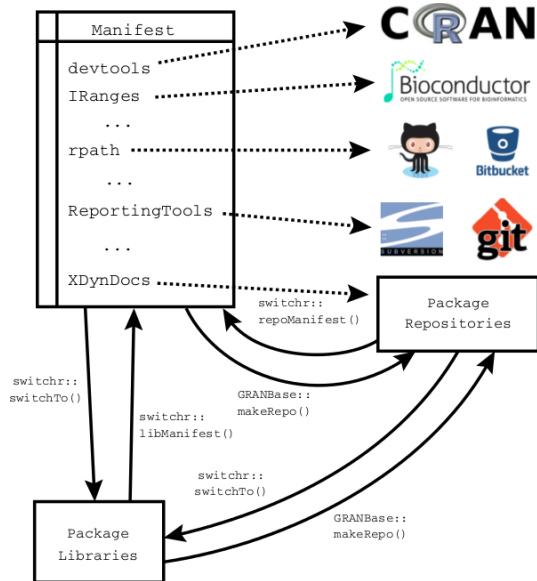 Manifest
CRAN
devtools
IRanges
Bioconductor
OPEN SOURCE SOFTWARE FOR BIOINFORMATICS
...
rpath
Bitbucket
...
ReportingTools
SUBVERSION
git
...
XDynDocs
switchr::
repoManifest()
Package
Repositories
switchr::
switchTo()
switchr::
libManifest()
GRANBase::
makeRepo()
switchr::
switchTo()
GRANBase::
makeRepo()
Package
Libraries